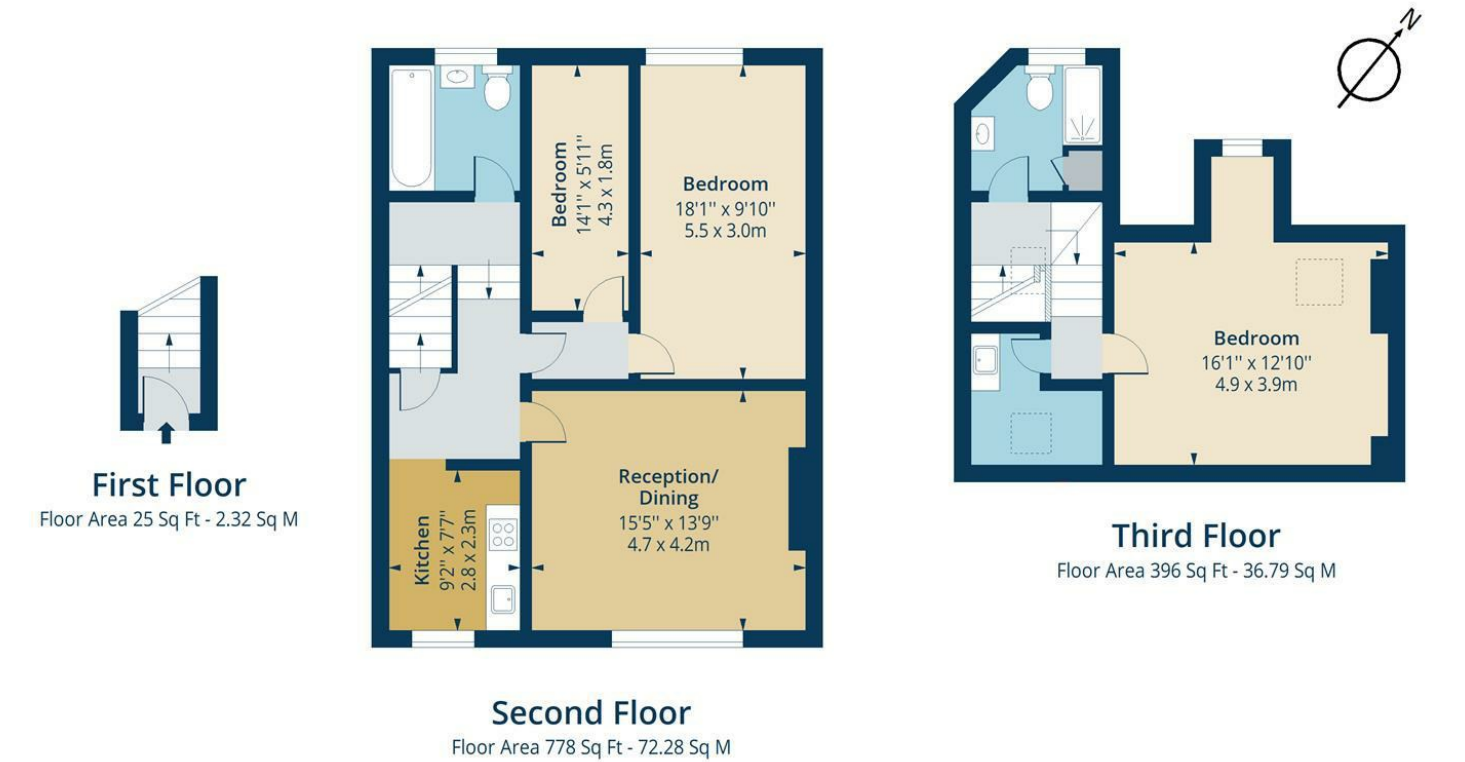 N
Bedroom
14'1" x 5'11"
4.3 x 1.8m
Bedroom
18'1" x 9'10"
5.5 x 3.0m
Bedroom
16'1" x 12'10"
4.9 x 3.9m
Reception/
Dining
15'5" x 13'9"
4.7 x 4.2m
Kitchen
9'2" x 7'7"
2.8 x 2.3m
First Floor
Floor Area 25 Sq Ft - 2.32 Sq M
Third Floor
Floor Area 396 Sq Ft - 36.79 Sq M
Second Floor
Floor Area 778 Sq Ft - 72.28 Sq M